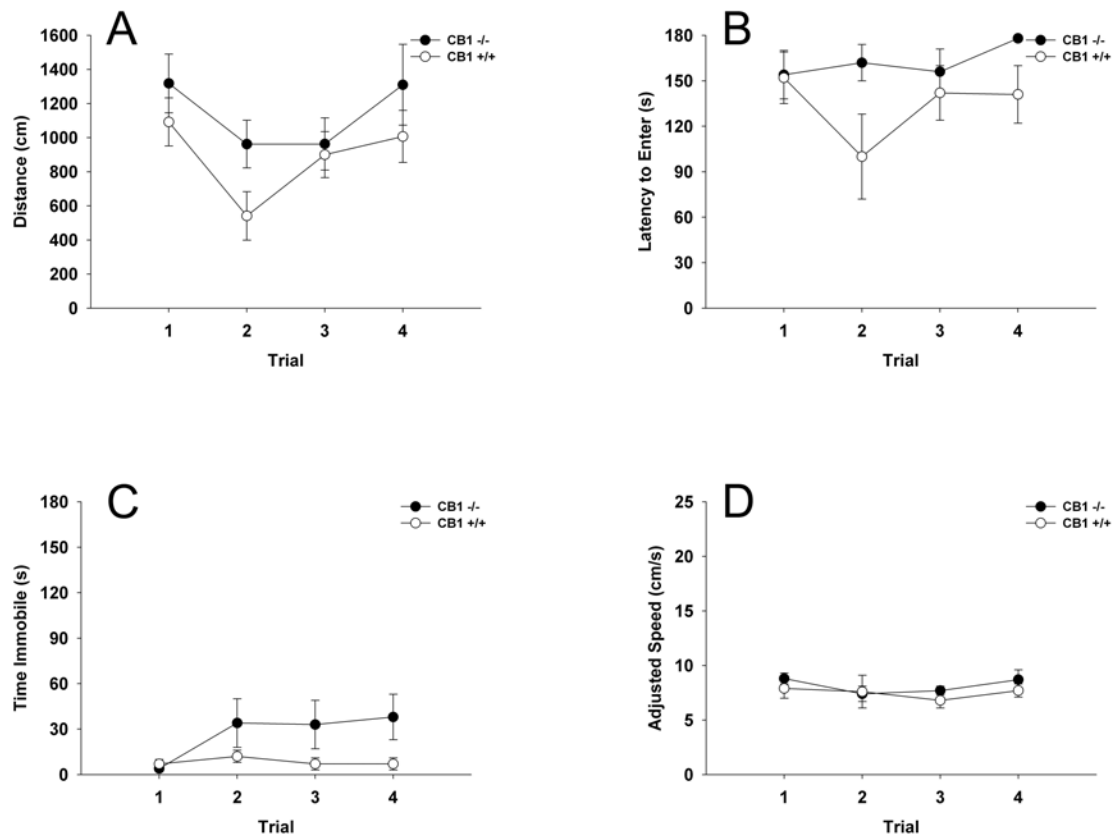 A
CB1 -/-
CB1 +/+
1600
1400
1200
1000
800
600
400
200
0
Distance (cm)
1 2 3 4
Trial
B
CB1 -/-
CB1 +/+
180
150
120
90
60
30
0
Latency to Enter (s)
1 2 3 4
Trial
C
CB1 -/-
CB1 +/+
180
150
120
90
60
30
0
Time Immobile (s)
1 2 3 4
Trial
D
CB1 -/-
CB1 +/+
25
20
15
10
5
0
Adjusted Speed (cm/s)
1 2 3 4
Trial